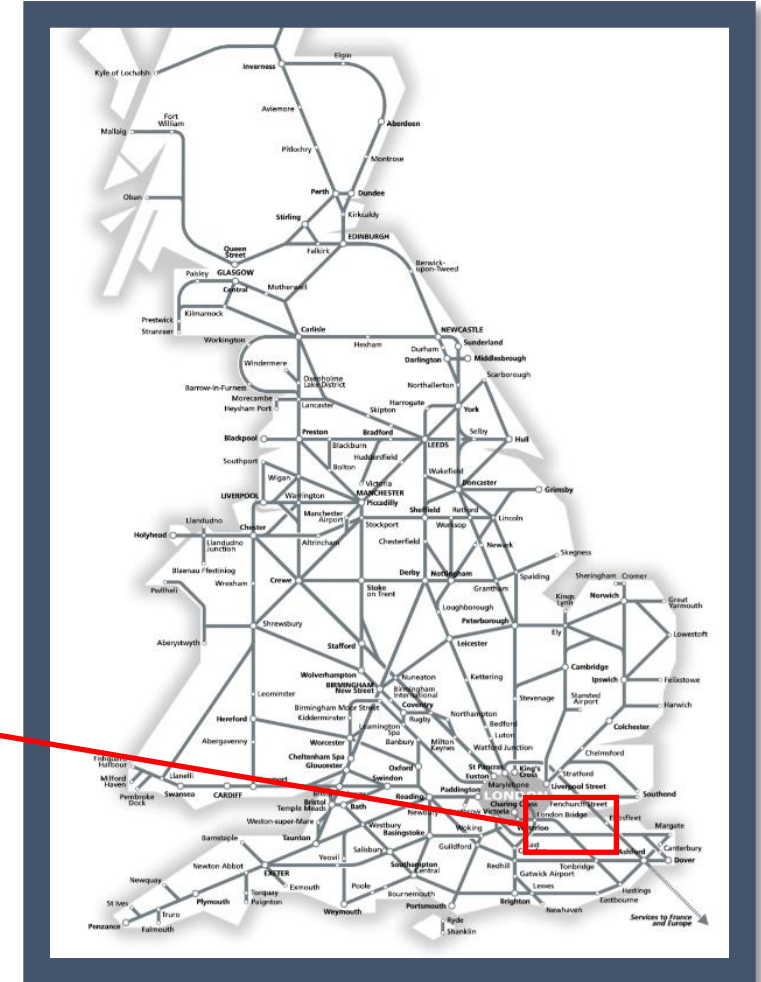 Elgin
Inverness
Kyle of Lochalsh
Aviemore
Fort
William
Aberdeen
Mallaig
Pitlochry
Montrose
Perth
Dundee
Oban
Stirling
Kirkcaldy
EDINBURGH
Queen
Street
Falkirk
Berwick-
upon-Tweed
Paisley
GLASGOW
Central
Motherwell
Kilmarnock
Prestwick
Stranraer
Carlisle
NEWCASTLE
Sunderland
Workington
Hexham
Durham
Darlington
Middlesbrough
Windermere
Scarborough
Oxenholme
Lake District
Barrow-in-Furness
Northallerton
Morecambe
Heysham Port
Lancaster
Harrogate
York
Skipton
Blackpool
Preston
Bradford
Selby
Hull
Blackburn
LEEDS
Huddersfield
Southport
Bolton
Wakefield
Wigan
Victoria
Doncaster
LIVERPOOL
Warrington
MANCHESTER
Piccadilly
Grimsby
Manchester
Airport
Sheffield
Retford
Llandudno
Stockport
Worksop
Lincoln
Holyhead
Chester
Llandudno
Junction
Altrincham
Chesterfield
Newark
Skegness
Blaenau Ffestiniog
Wrexham
Crewe
Stoke
on Trent
Derby
Nottingham
Grantham
Spalding
Sheringham
Cromer
Pwllheli
Kings
Lynn
Norwich
Great
Yarmouth
Loughborough
Peterborough
Shrewsbury
Ely
Lowestoft
Aberystwyth
Stafford
Leicester
Wolverhampton
Nuneaton
Kettering
Cambridge
BIRMINGHAM
New Street
Birmingham
International
Ipswich
Felixstowe
Leominster
Coventry
Stevenage
Stansted
Airport
Birmingham Moor Street
Harwich
Kidderminster
Rugby
Northampton
Hereford
Leamington
Spa
Bedford
Colchester
Abergavenny
Worcester
Banbury
Milton
Keynes
Luton
Watford Junction
Chelmsford
Cheltenham Spa
Gloucester
Oxford
St Pancras
King's
Cross
Fishguard
Harbour
Euston
Stratford
Llanelli
Newport
Swindon
Paddington
Marylebone
Liverpool Street
Milford
Haven
Pembroke
Dock
Swansea
CARDIFF
Reading
LONDON
Southend
Bristol
Temple Meads
Bath
Charing Cross
Fenchurch Street
Newbury
Victoria
London Bridge
Weston-super-Mare
Westbury
Waterloo
Margate
Barnstaple
Taunton
Basingstoke
Woking
Salisbury
Guildford
Canterbury
Newton Abbot
Yeovil
Southampton
Central
Redhill
Tonbridge
Ashford
Dover
EXETER
Gatwick Airport
Newquay
Exmouth
Poole
Lewes
Hastings
St Ives
Torquay
Paignton
Bournemouth
Eastbourne
Plymouth
Portsmouth
Brighton
Newhaven
Truro
Weymouth
Falmouth
Ryde
Penzance
Shanklin
Services to France
and Europe